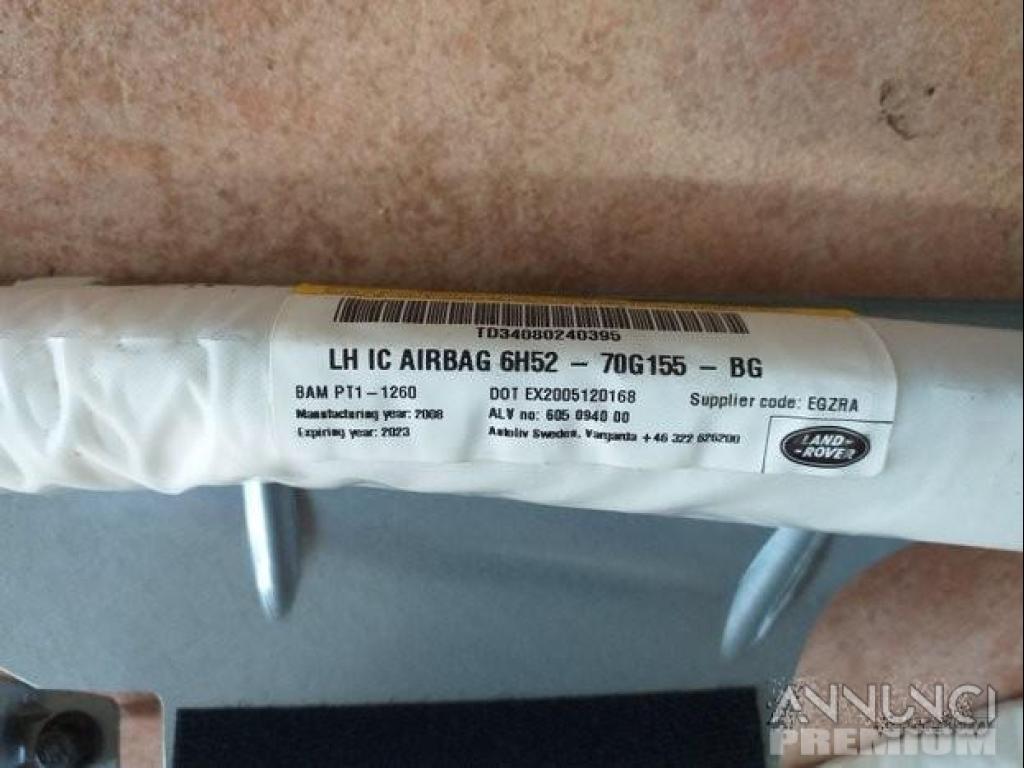 TD34080240395
LH IC AIRBAG 6H52 - 70G155 - BG
BAM PT1-1260
DOT EX2005120168
Supplier code: EGZRA
Manufacturing year: 2008
ALV no: 605 0940 00
Expiring year: 2023
Autoliv Sweden, Vargarda +46 322 626200
LAND-
-ROVER
ANNUNCI
PREMIUM